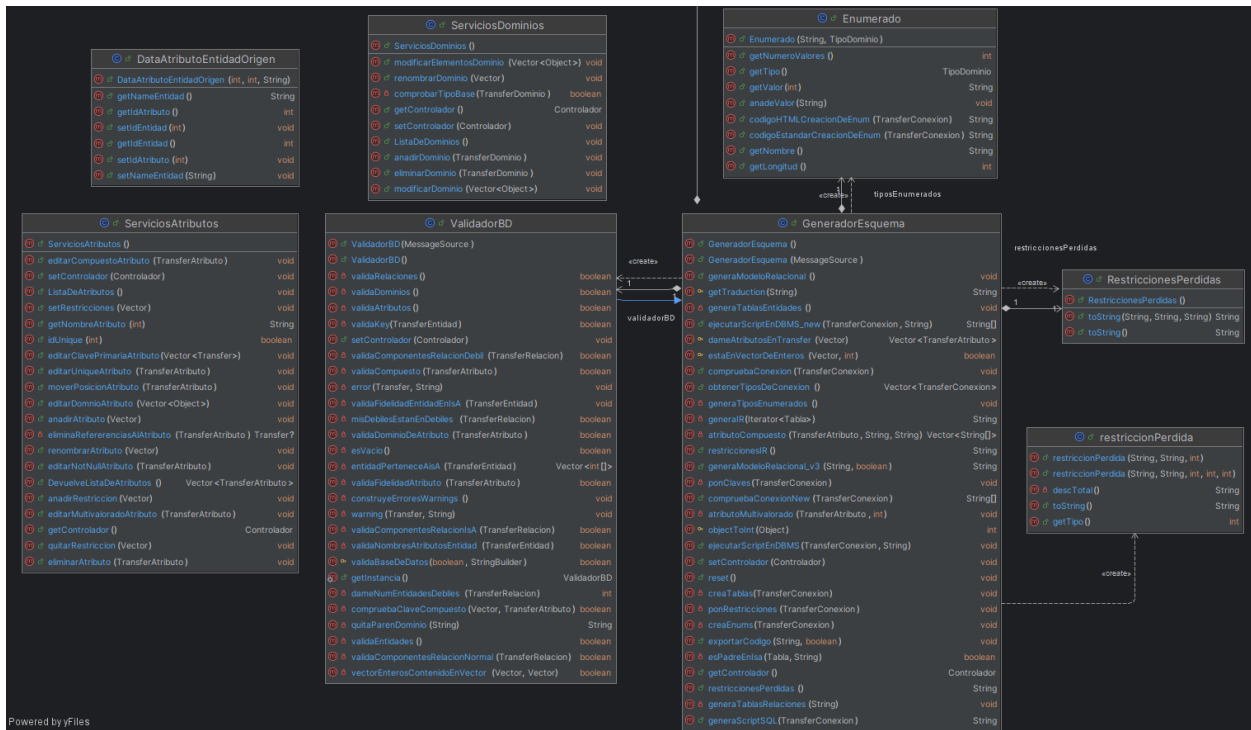 DataAtributoEntidadOrigen
DataAtributoEntidadOrigen (int, int, String)
getNameEntidad() String
getIdAtributo() int
setIdEntidad(int) void
getIdEntidad() int
setIdAtributo (int) void
setNameEntidad(String) void
ServiciosDominios
ServiciosDominios ()
modificarElementosDominio (Vector<Object>) void
renombrarDominio(Vector) void
comprobarTipoBase(TransferDominio ) boolean
getControlador() Controlador
setControlador(Controlador) void
ListaDeDominios () void
anadirDominio (TransferDominio ) void
eliminarDominio(TransferDominio ) void
modificarDominio (Vector<Object>) void
Enumerado
Enumerado (String, TipoDominio )
getNumeroValores () int
getTipo() TipoDominio
getValor(int) String
anadeValor(String) void
codigoHTMLCreacionDeEnum (TransferConexion) String
codigoEstandarCreacionDeEnum (TransferConexion) String
getNombre() String
getLongitud() int
«create»
1
tiposEnumerados
ServiciosAtributos
ServiciosAtributos ()
editarCompuestoAtributo (TransferAtributo ) void
setControlador(Controlador) void
ListaDeAtributos () void
setRestricciones (Vector) void
getNombreAtributo (int) String
idUnique (int) boolean
editarClavePrimariaAtributo(Vector<Transfer>) void
editarUniqueAtributo (TransferAtributo ) void
moverPosicionAtributo (TransferAtributo ) void
editarDomnioAtributo (Vector<Object>) void
anadirAtributo (Vector) void
eliminaRefererenciasAlAtributo (TransferAtributo ) Transfer?
renombrarAtributo (Vector) void
editarNotNullAtributo (TransferAtributo ) void
DevuelveListaDeAtributos () Vector<TransferAtributo >
anadirRestriccion (Vector) void
editarMultivaloradoAtributo (TransferAtributo ) void
getControlador() Controlador
quitarRestriccion (Vector) void
eliminarAtributo (TransferAtributo ) void
ValidadorBD
ValidadorBD(MessageSource )
ValidadorBD()
validaRelaciones () boolean
validaDominios () boolean
validaAtributos () boolean
validaKey(TransferEntidad ) boolean
setControlador(Controlador) void
validaComponentesRelacionDebil (TransferRelacion) boolean
validaCompuesto (TransferAtributo ) boolean
error (Transfer, String) void
validaFidelidadEntidadEnIsA (TransferEntidad ) void
misDebilesEstanEnDebiles (TransferRelacion) boolean
validaDominioDeAtributo (TransferAtributo ) boolean
esVacio() boolean
entidadPerteneceAisA (TransferEntidad ) Vector<int[]>
validaFidelidadAtributo (TransferAtributo ) boolean
construyeErroresWarnings () void
warning(Transfer, String) void
validaComponentesRelacionIsA (TransferRelacion) boolean
validaNombresAtributosEntidad (TransferEntidad ) boolean
validaBaseDeDatos(boolean , StringBuilder ) boolean
getInstancia() ValidadorBD
dameNumEntidadesDebiles (TransferRelacion) int
compruebaClaveCompuesto (Vector, TransferAtributo ) boolean
quitaParenDominio (String) String
validaEntidades () boolean
validaComponentesRelacionNormal (TransferRelacion) boolean
vectorEnterosContenidoEnVector (Vector, Vector) boolean
«create»
1
1
validadorBD
GeneradorEsquema
GeneradorEsquema ()
GeneradorEsquema (MessageSource )
generaModeloRelacional () void
getTraduction(String) String
generaTablasEntidades () void
ejecutarScriptEnDBMS_new (TransferConexion , String) String[]
dameAtributosEnTransfer (Vector) Vector<TransferAtributo >
estaEnVectorDeEnteros (Vector, int) boolean
compruebaConexion (TransferConexion ) void
obtenerTiposDeConexion () Vector<TransferConexion>
generaTiposEnumerados () void
generaIR(Iterator<Tabla>) String
atributoCompuesto (TransferAtributo , String, String) Vector<String[]>
restriccionesIR() String
generaModeloRelacional_v3 (String, boolean ) String
ponClaves(TransferConexion ) void
compruebaConexionNew (TransferConexion ) String[]
atributoMultivalorado (TransferAtributo , int) void
objectToInt(Object) int
ejecutarScriptEnDBMS(TransferConexion , String) void
setControlador(Controlador) void
reset() void
creaTablas(TransferConexion) void
ponRestricciones (TransferConexion ) void
creaEnums(TransferConexion ) void
exportarCodigo (String, boolean ) void
esPadreEnIsa(Tabla, String) boolean
getControlador() Controlador
restriccionesPerdidas () String
generaTablasRelaciones (String) void
generaScriptSQL(TransferConexion ) String
restriccionesPerdidas
«create»
1
1
RestriccionesPerdidas
RestriccionesPerdidas ()
toString(String, String, String) String
toString() String
restriccionPerdida
restriccionPerdida (String, String, int)
restriccionPerdida (String, String, int, int, int)
descTotal() String
toString() String
getTipo() int
«create»
Powered by yFiles